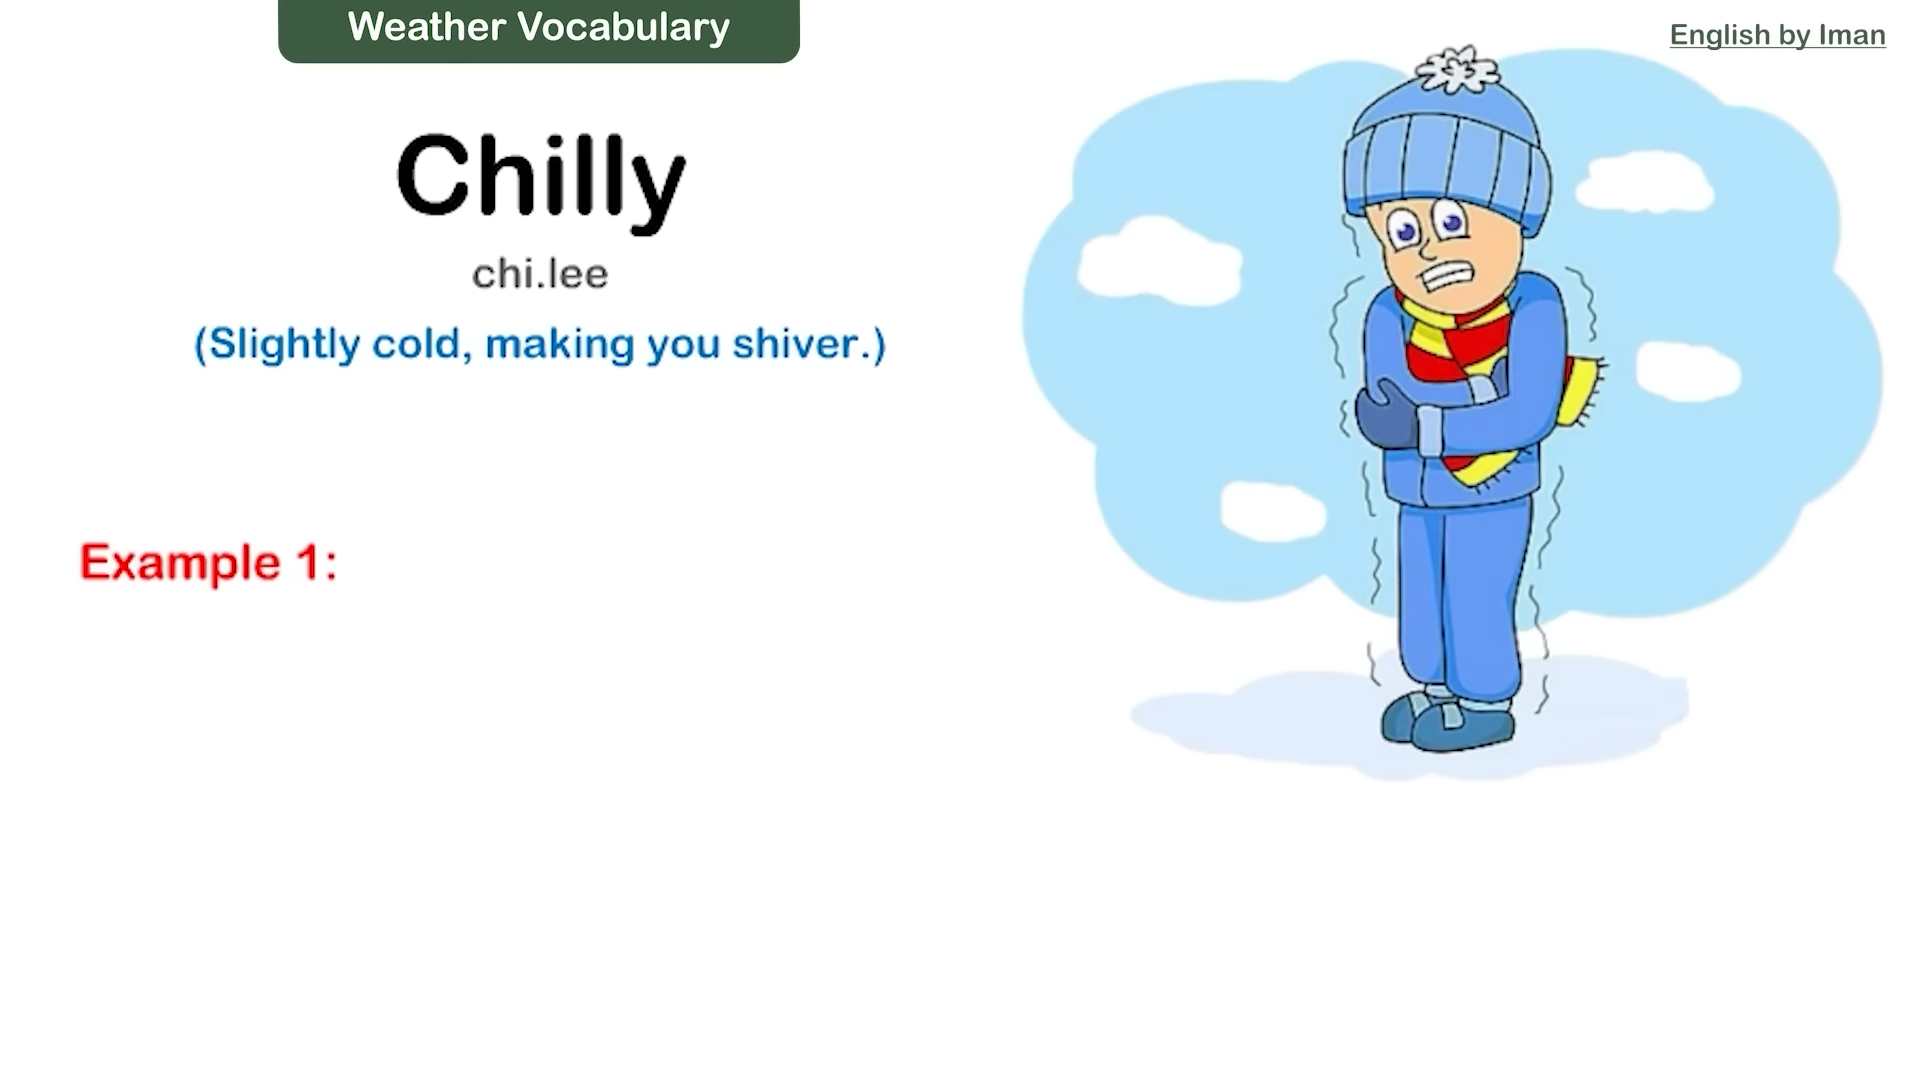 Weather Vocabulary
English by Iman
Chilly
chi.lee
(Slightly cold, making you shiver.)
Example 1: